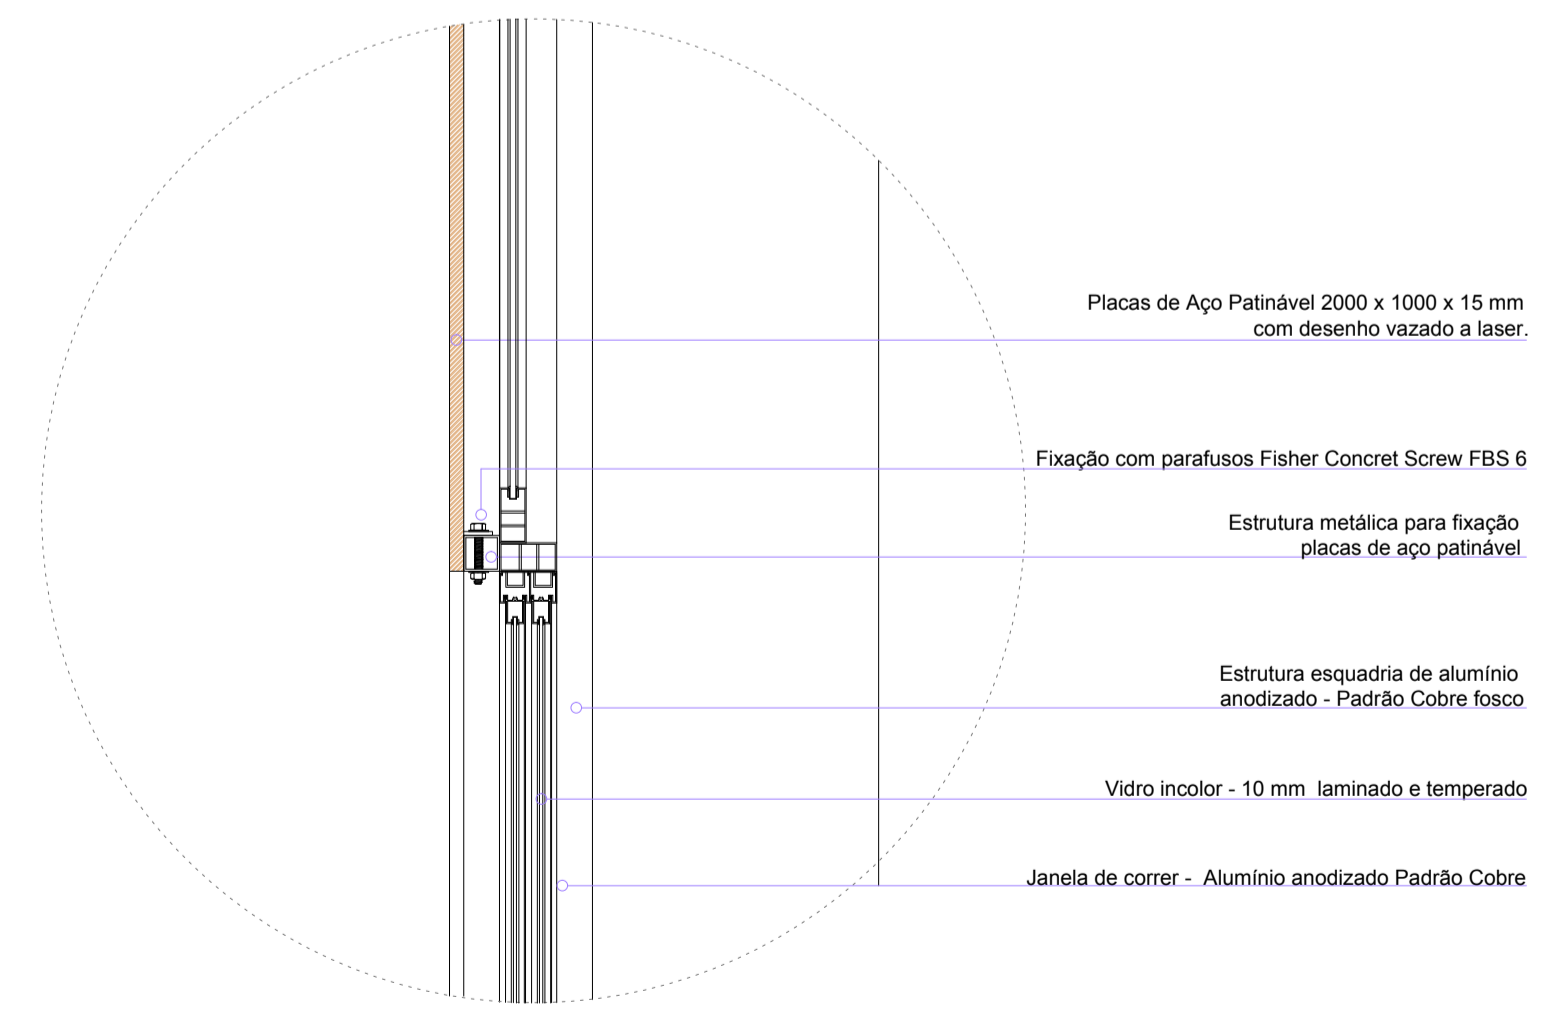 Placas de Aço Patinável 2000 x 1000 x 15 mm
com desenho vazado a laser.
Fixação com parafusos Fisher Concret Screw FBS 6
Estrutura metálica para fixação
placas de aço patinável
Estrutura esquadria de alumínio
anodizado - Padrão Cobre fosco
Vidro incolor - 10 mm  laminado e temperado
Janela de correr -  Alumínio anodizado Padrão Cobre